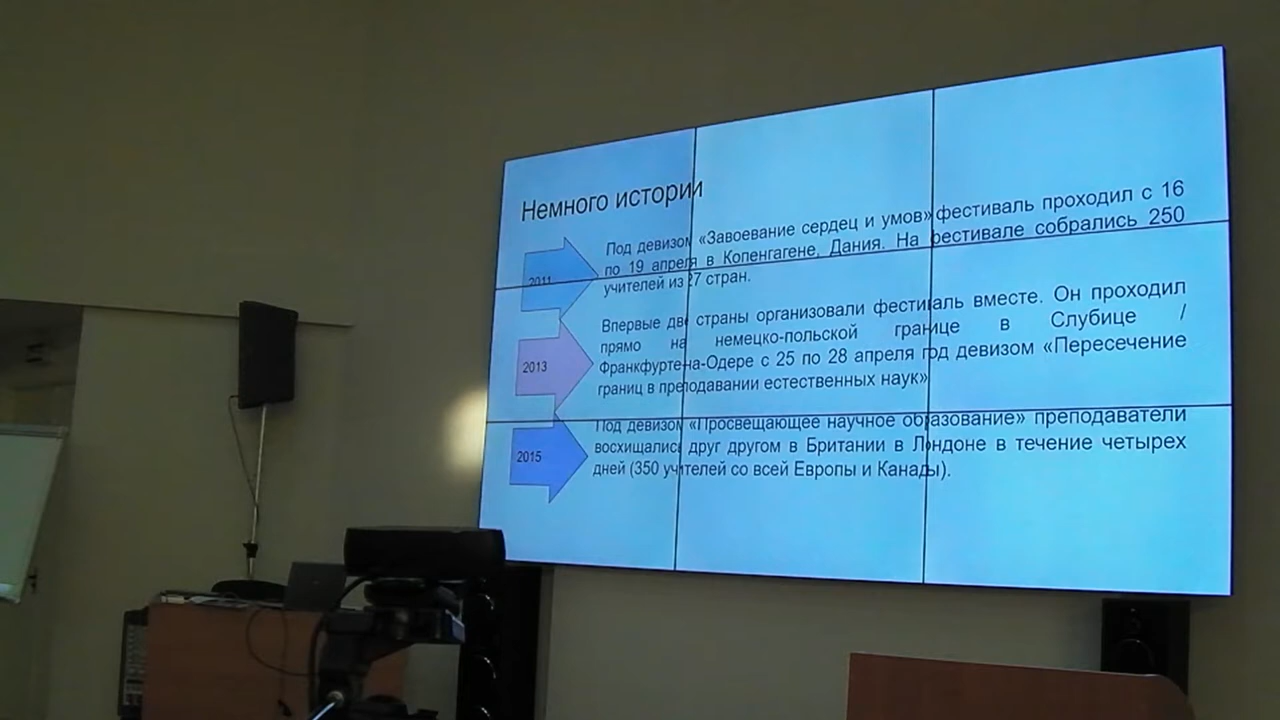 Немного истории
2011
Под девизом «Завоевание сердец и умов» фестиваль проходил с 16
по 19 апреля в Копенгагене, Дания. На фестивале собрались 250
учителей из 27 стран.
2013
Впервые две страны организовали фестиваль вместе. Он проходил
прямо на немецко-польской границе в Слубице /
Франкфурте-на-Одере с 25 по 28 апреля под девизом «Пересечение
границ в преподавании естественных наук»
2015
Под девизом «Просвещающее научное образование» преподаватели
восхищались друг другом в Британии в Лондоне в течение четырех
дней (350 учителей со всей Европы и Канады).